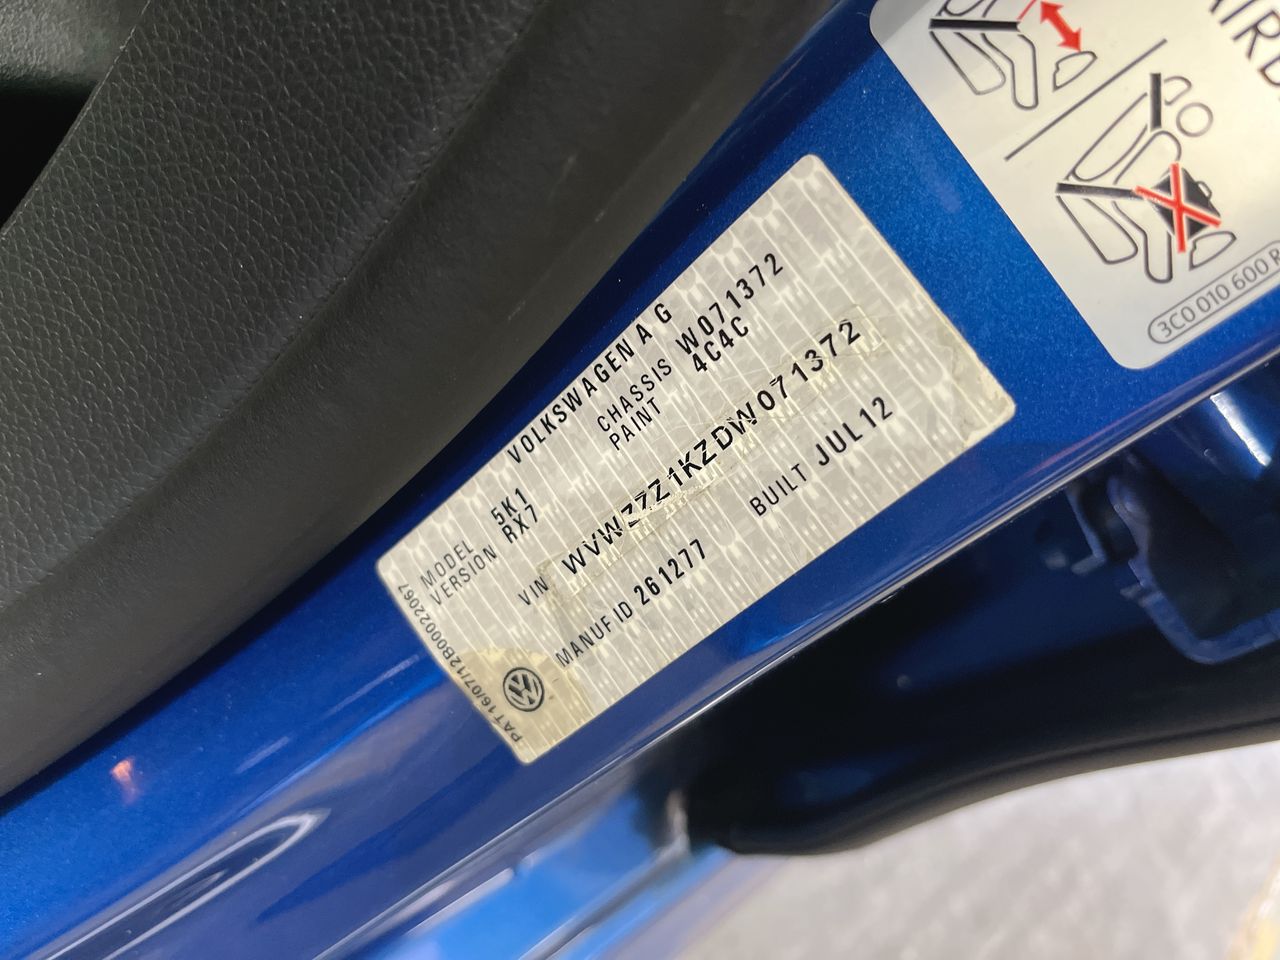 VOLKSWAGEN A G
MODEL 5K1 CHASSIS W071372
VERSION RX7 PAINT 4C4C
VIN WVWZZZ1KZDW071372
MANUF ID 261277 BUILT JUL12
PAT16/07/12B00022067
3C0 010 600